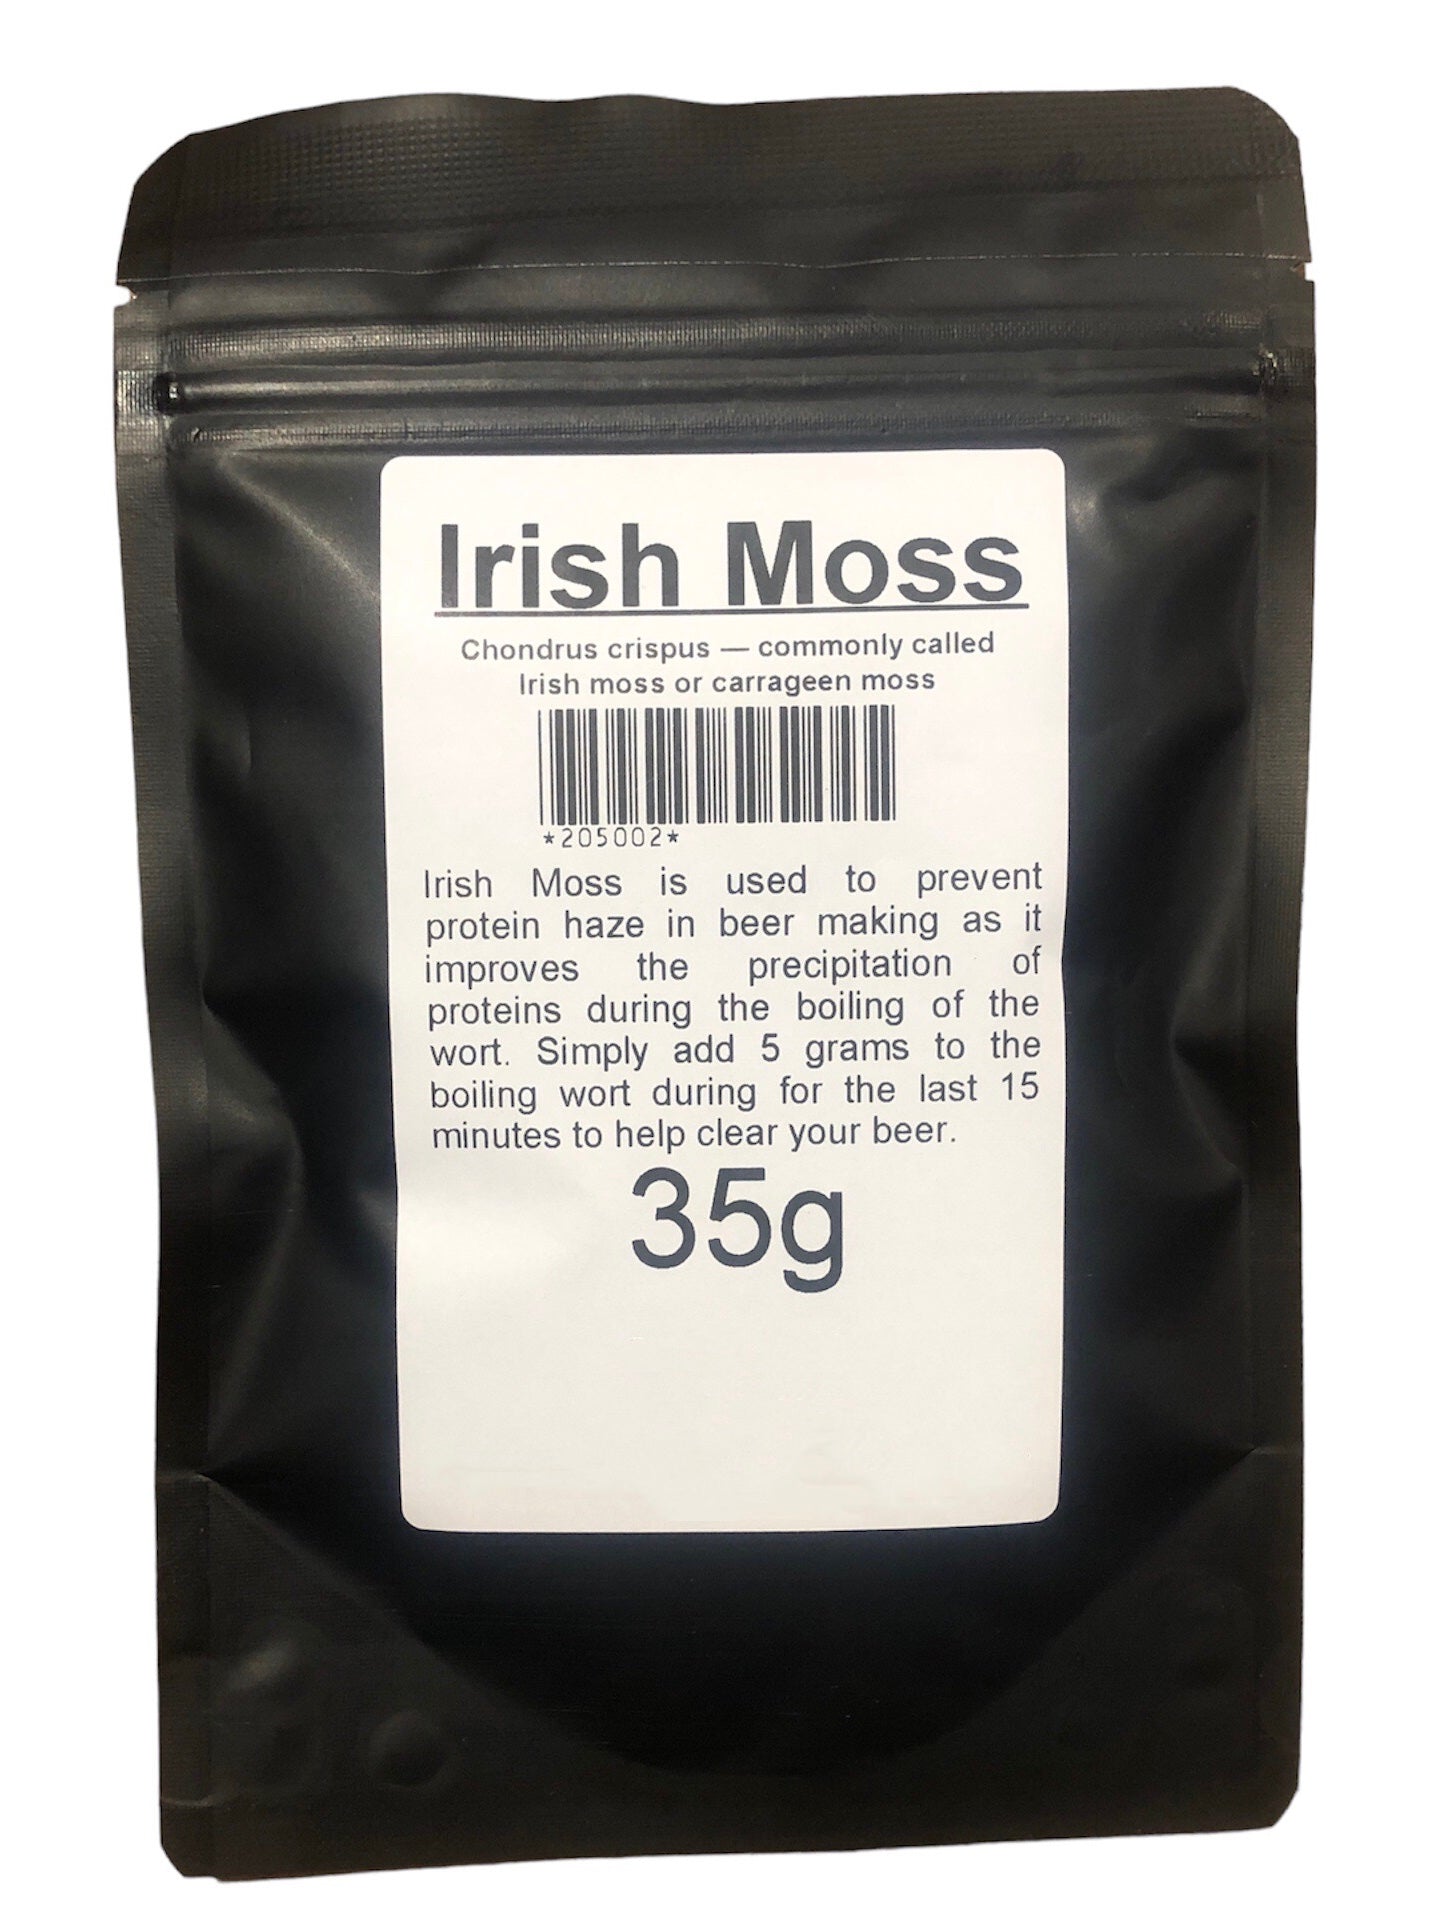 Irish Moss
Chondrus crispus — commonly called
Irish moss or carrageen moss
*205002*
Irish Moss is used to prevent
protein haze in beer making as it
improves the precipitation of
proteins during the boiling of the
wort. Simply add 5 grams to the
boiling wort during for the last 15
minutes to help clear your beer.
35g